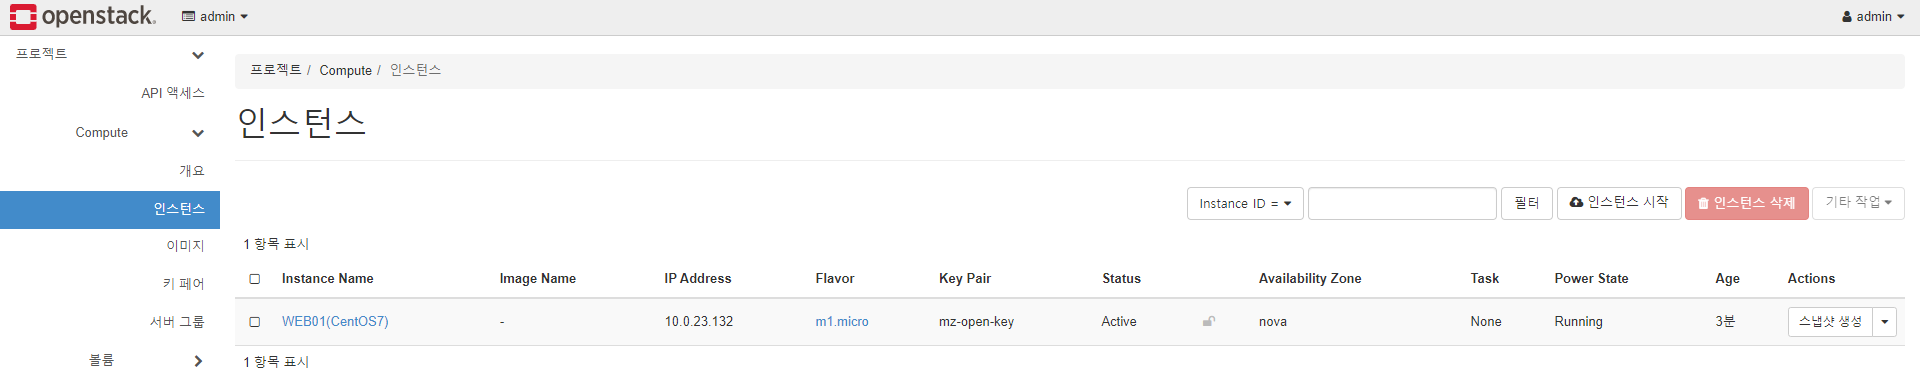 openstack. admin admin
프로젝트
API 액세스
Compute
개요
인스턴스
이미지
키 페어
서버 그룹
볼륨
프로젝트 / Compute / 인스턴스
인스턴스
Instance ID = 필터 인스턴스 시작 인스턴스 삭제 기타 작업
1 항목 표시
Instance Name Image Name IP Address Flavor Key Pair Status Availability Zone Task Power State Age Actions
WEB01(CentOS7) - 10.0.23.132 m1.micro mz-open-key Active nova None Running 3분 스냅샷 생성
1 항목 표시